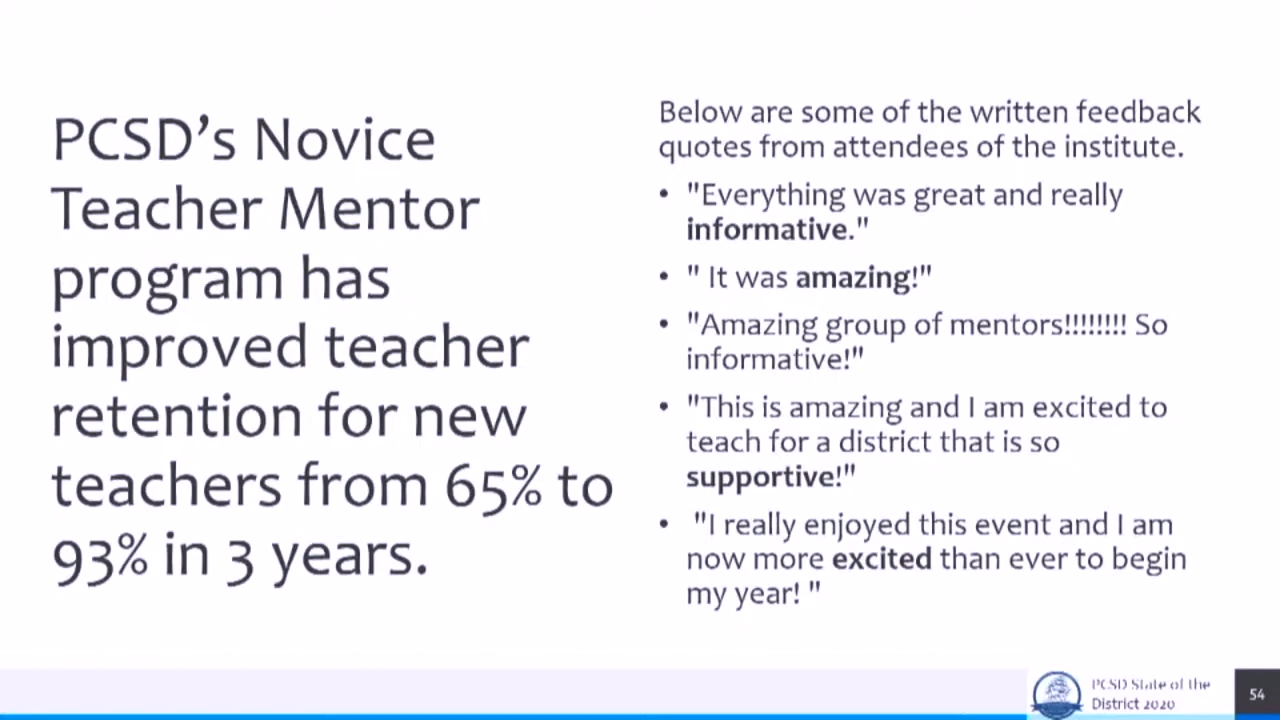 PCSD's Novice
Teacher Mentor
program has
improved teacher
retention for new
teachers from 65% to
93% in 3 years.
Below are some of the written feedback
quotes from attendees of the institute.
• "Everything was great and really
informative."
• " It was amazing!"
• "Amazing group of mentors!!!!!!!! So
informative!"
• "This is amazing and I am excited to
teach for a district that is so
supportive!"
• "I really enjoyed this event and I am
now more excited than ever to begin
my year! "
PCSD State of the
District 2020
54